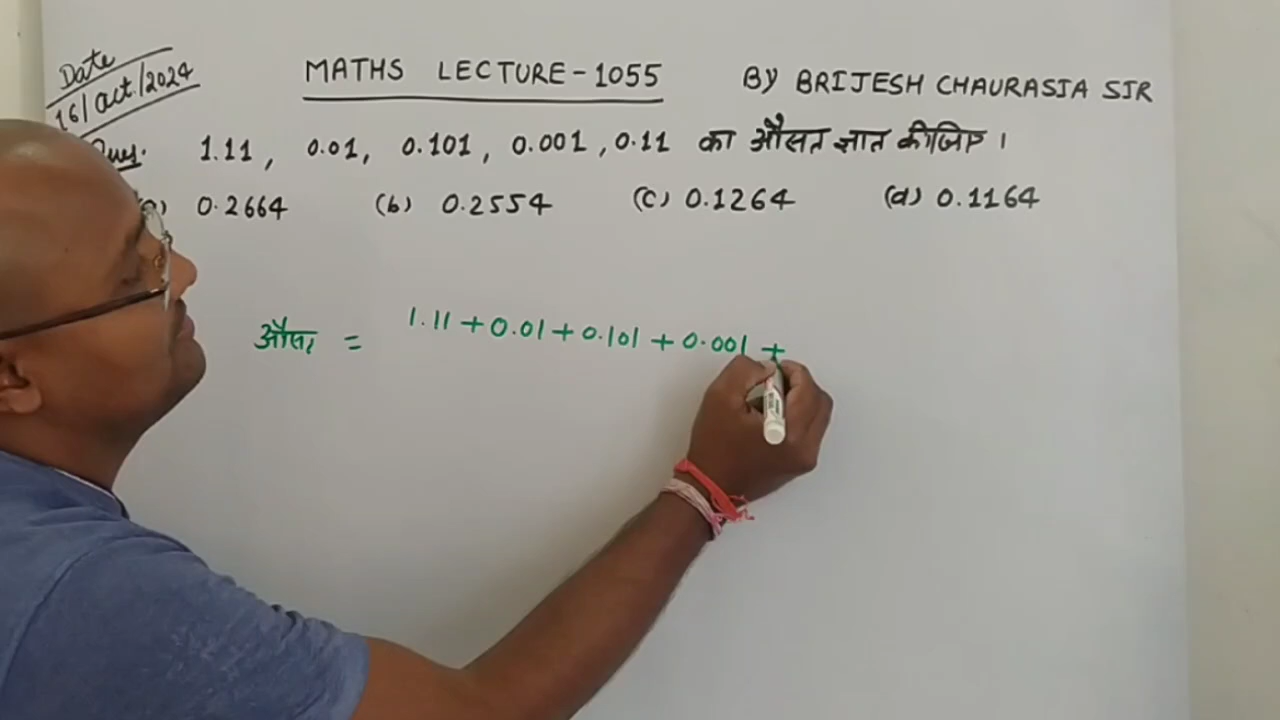 Date
16/Oct./2024
MATHS LECTURE-1055
By BRIJESH CHAURASIA SIR
Ques. 1.11, 0.01, 0.101, 0.001, 0.11 का औसत ज्ञात कीजिए ।
0.2664 (b) 0.2554 (c) 0.1264 (d) 0.1164
औसत = 1.11 + 0.01 + 0.101 + 0.001 +